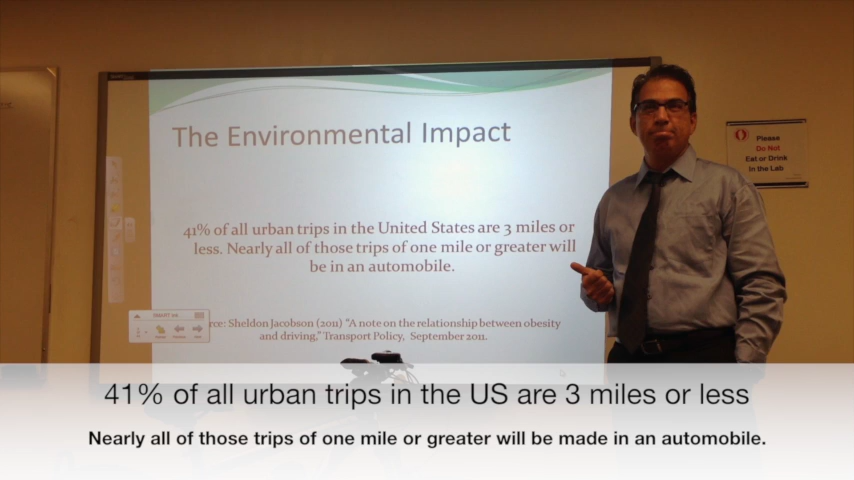 The Environmental Impact
41% of all urban trips in the United States are 3 miles or
less. Nearly all of those trips of one mile or greater will
be in an automobile.
Sheldon Jacobson (2011) “A note on the relationship between obesity
and driving,” Transport Policy, September 2011.
Please
Do Not
Eat or Drink
In the Lab
41% of all urban trips in the US are 3 miles or less
Nearly all of those trips of one mile or greater will be made in an automobile.